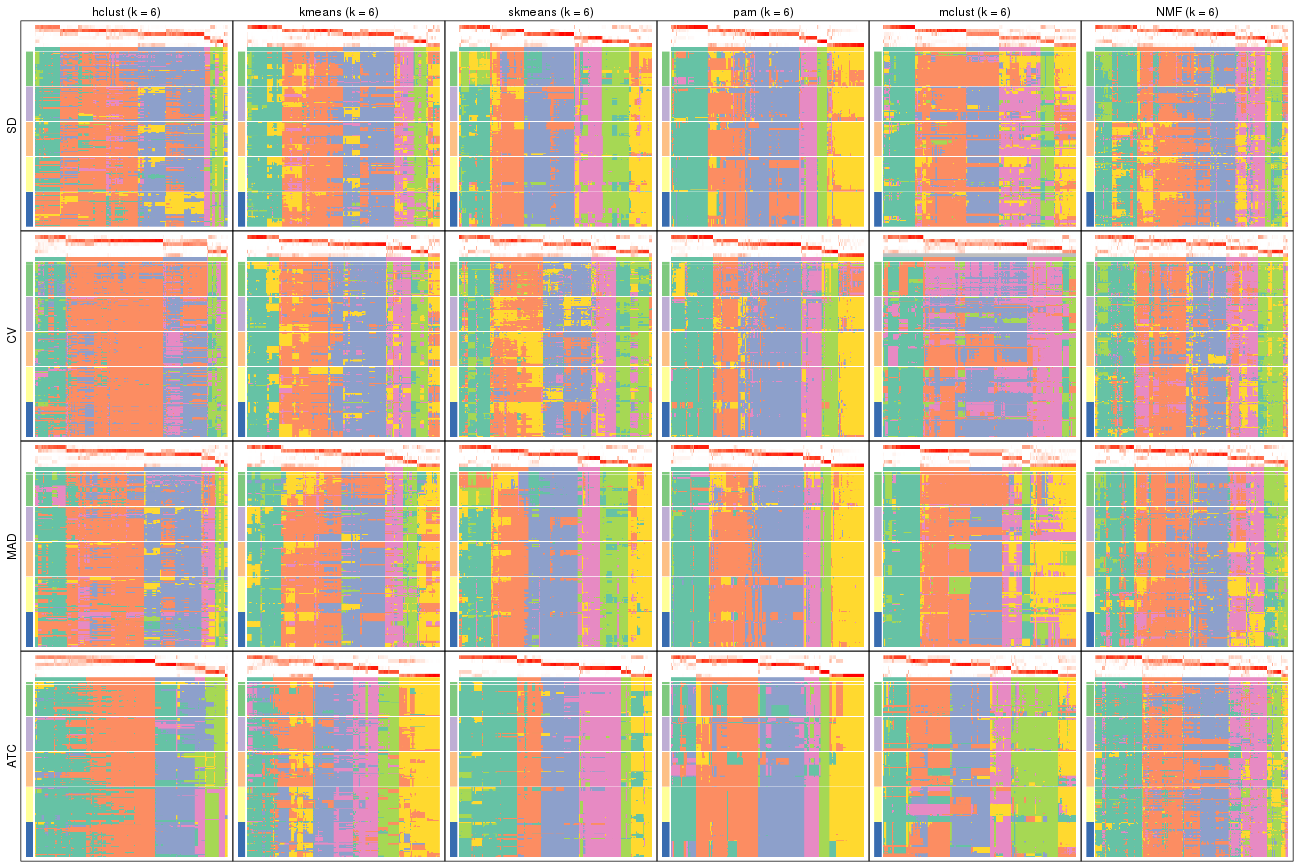 hclust (k = 6) kmeans (k = 6) skmeans (k = 6) pam (k = 6) mclust (k = 6) NMF (k = 6)
SD
CV
MAD
ATC